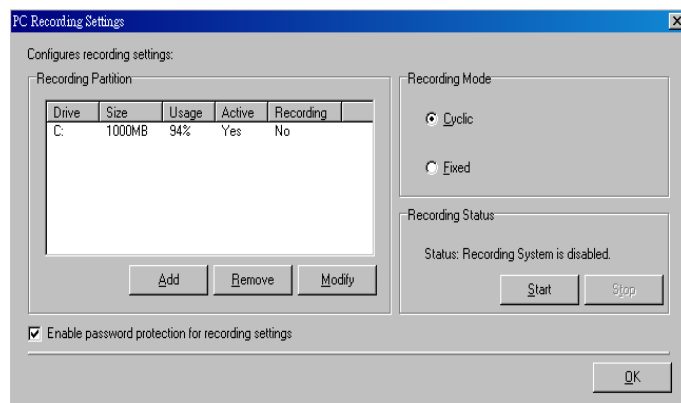 PC Recording Settings
Configures recording settings:
Recording Partition
Drive Size Usage Active Recording
C: 1000MB 94% Yes No
Add Remove Modify
Recording Mode
Cyclic
Fixed
Recording Status
Status: Recording System is disabled.
Start Stop
Enable password protection for recording settings
OK